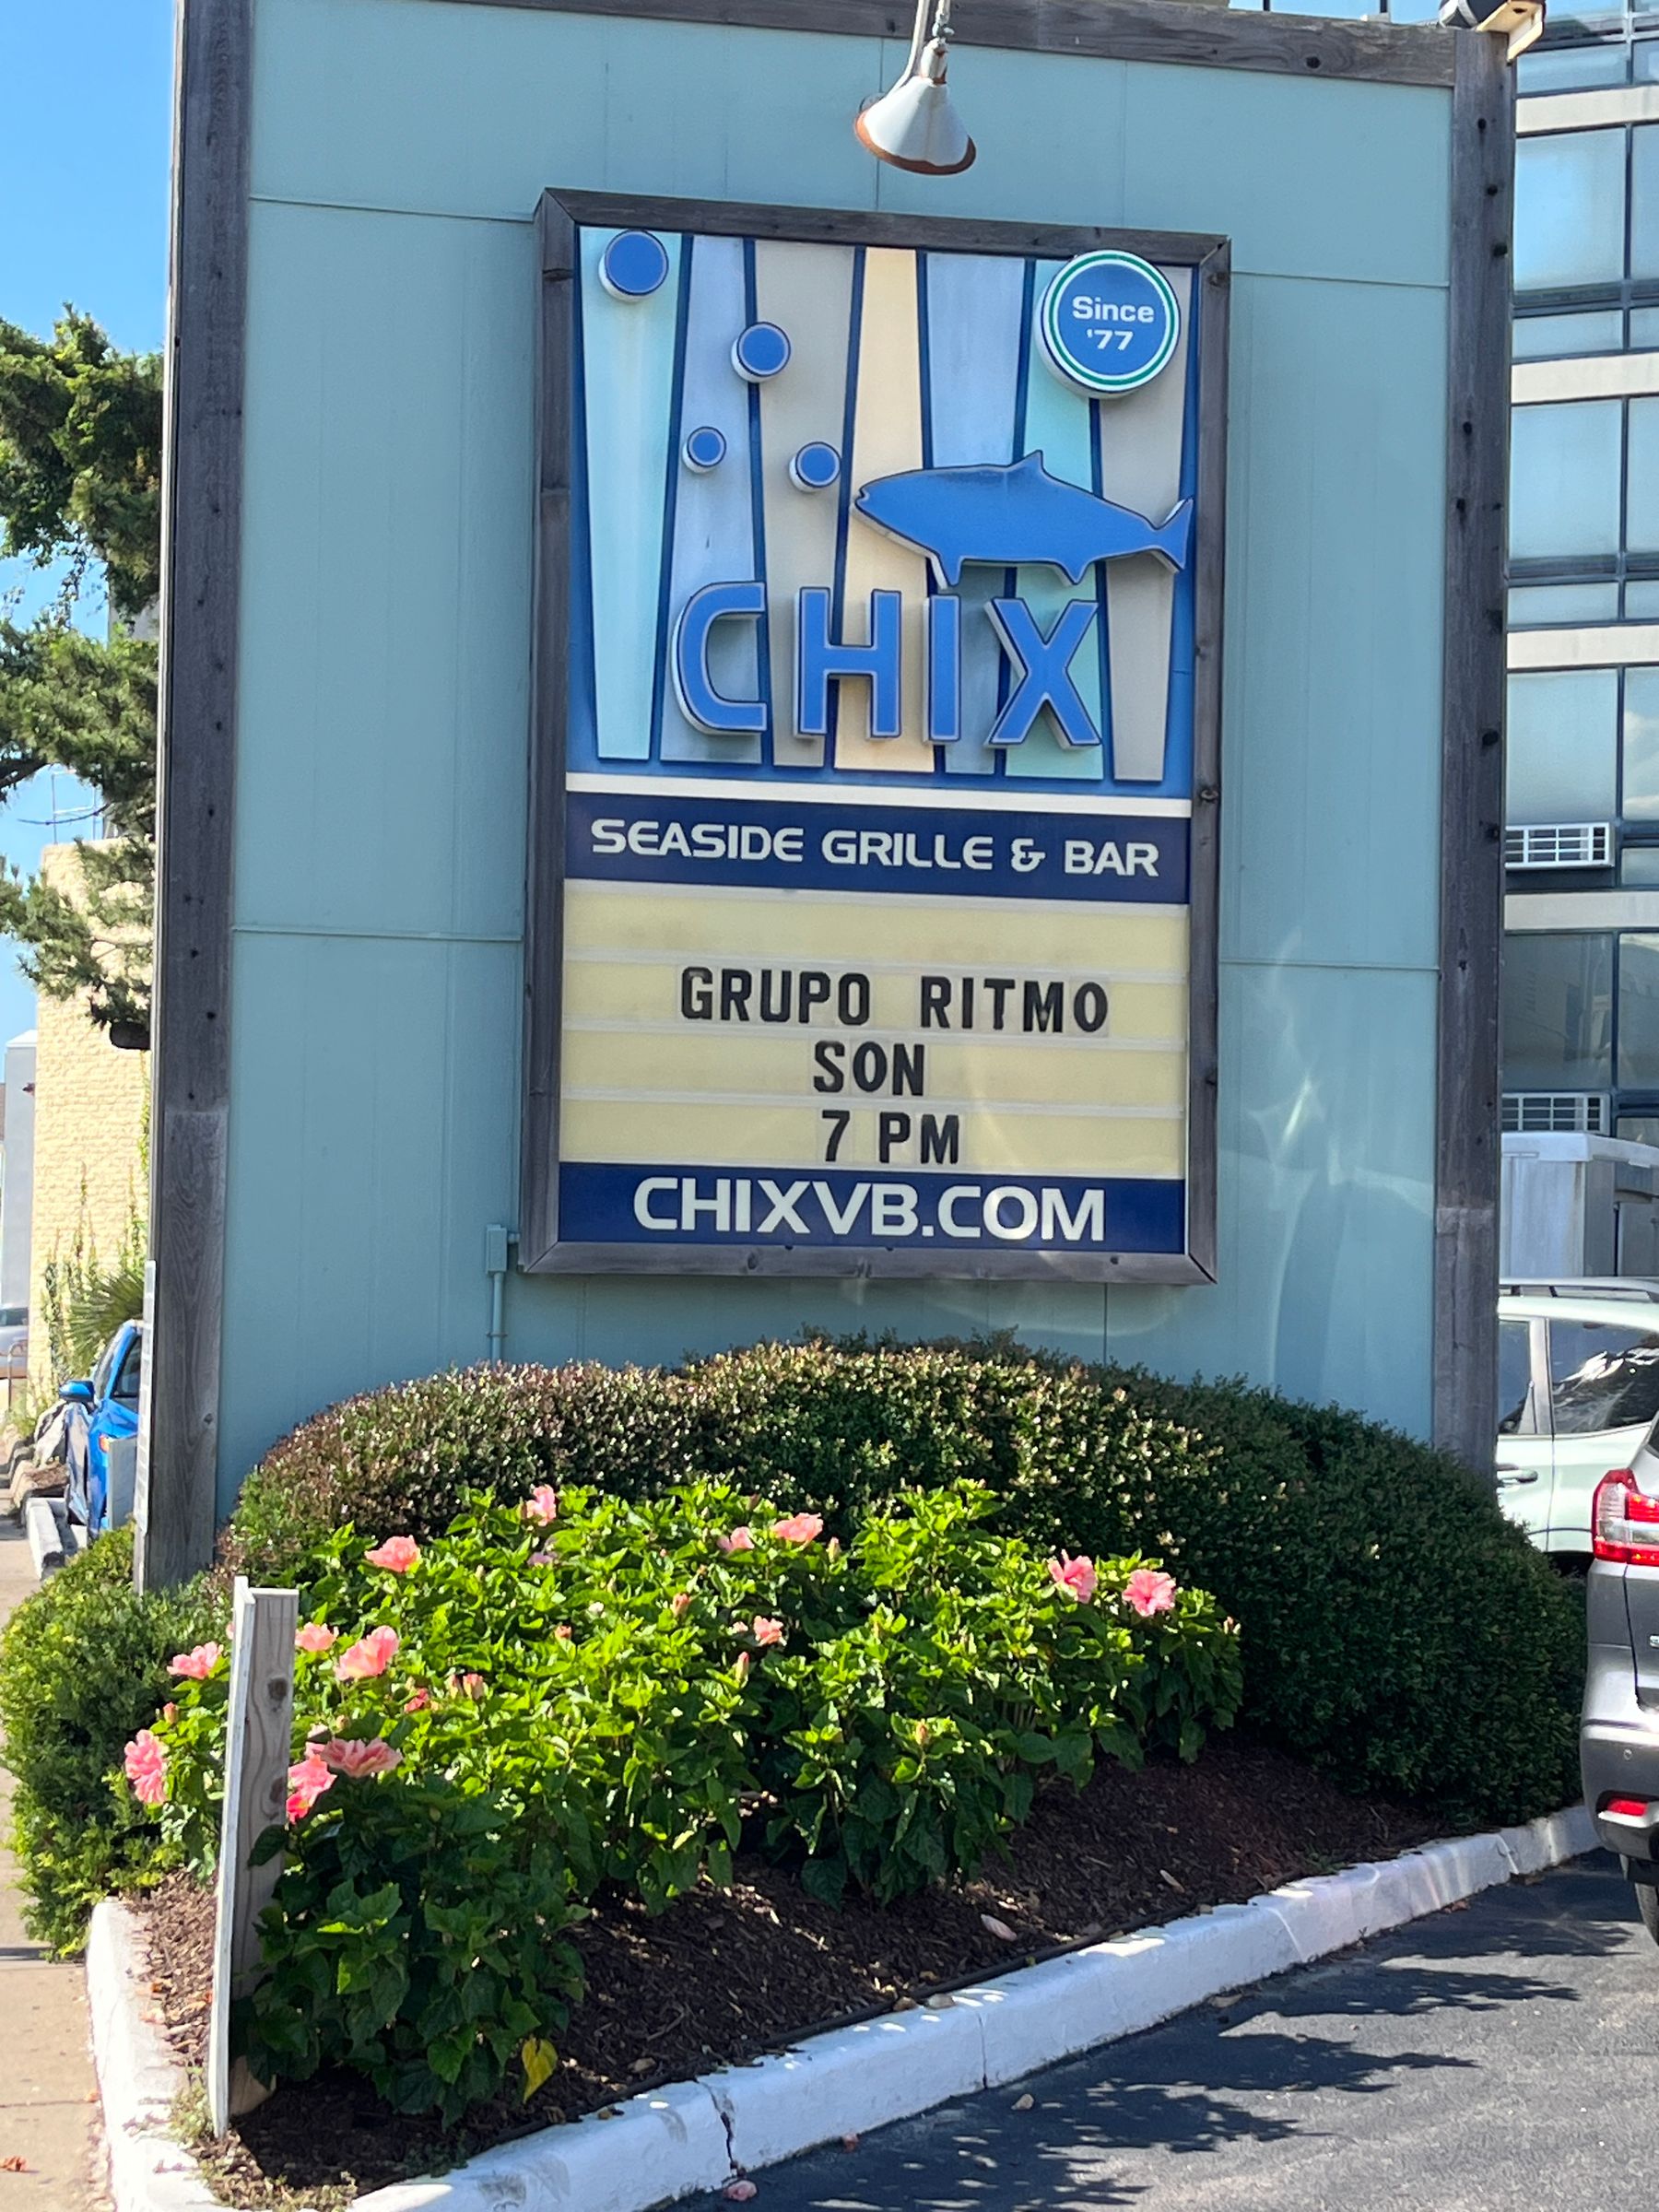 Since
'77
CHIX
SEASIDE GRILLE & BAR
GRUPO RITMO
SON
7 PM
CHIXVB.COM